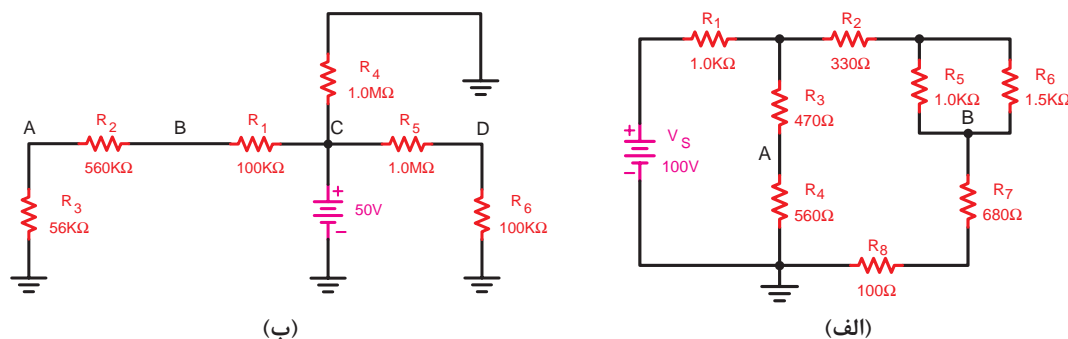 R4
1.0MΩ
A
R2
560KΩ
B
R1
100KΩ
C
R5
1.0MΩ
D
R3
56KΩ
+
50V
−
R6
100KΩ
(ب)
R1
1.0KΩ
R2
330Ω
R5
1.0KΩ
R6
1.5KΩ
R3
470Ω
B
+
VS
100V
−
A
R4
560Ω
R7
680Ω
R8
100Ω
(الف)